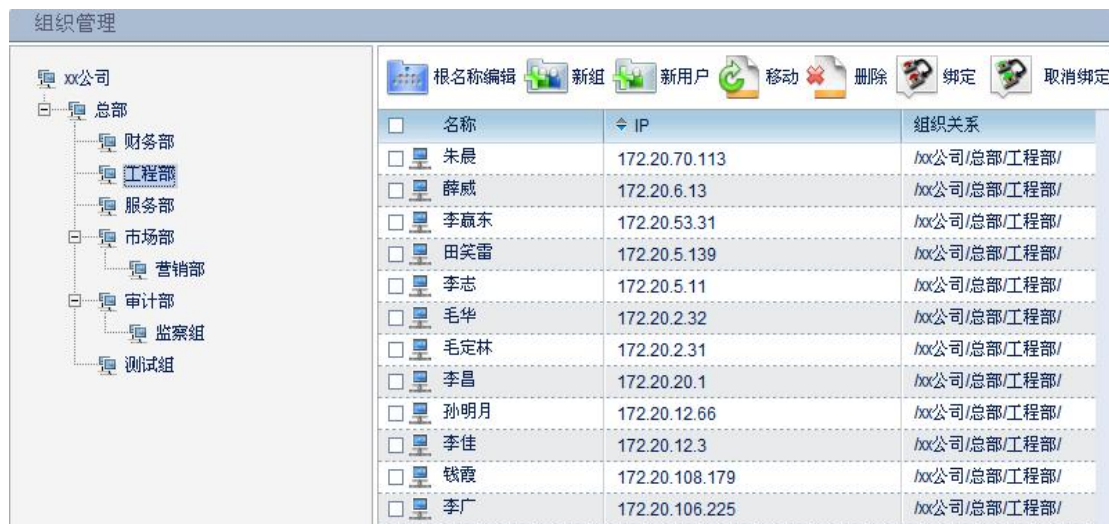 组织管理
xx公司
总部
财务部
工程部
服务部
市场部
营销部
审计部
监察组
测试组
根名称编辑 新组 新用户 移动 删除 绑定 取消绑定
名称 IP 组织关系
朱晨 172.20.70.113 /xx公司/总部/工程部/
薛威 172.20.6.13 /xx公司/总部/工程部/
李赢东 172.20.53.31 /xx公司/总部/工程部/
田笑雷 172.20.5.139 /xx公司/总部/工程部/
李志 172.20.5.11 /xx公司/总部/工程部/
毛华 172.20.2.32 /xx公司/总部/工程部/
毛定林 172.20.2.31 /xx公司/总部/工程部/
李昌 172.20.20.1 /xx公司/总部/工程部/
孙明月 172.20.12.66 /xx公司/总部/工程部/
李佳 172.20.12.3 /xx公司/总部/工程部/
钱霞 172.20.108.179 /xx公司/总部/工程部/
李广 172.20.106.225 /xx公司/总部/工程部/